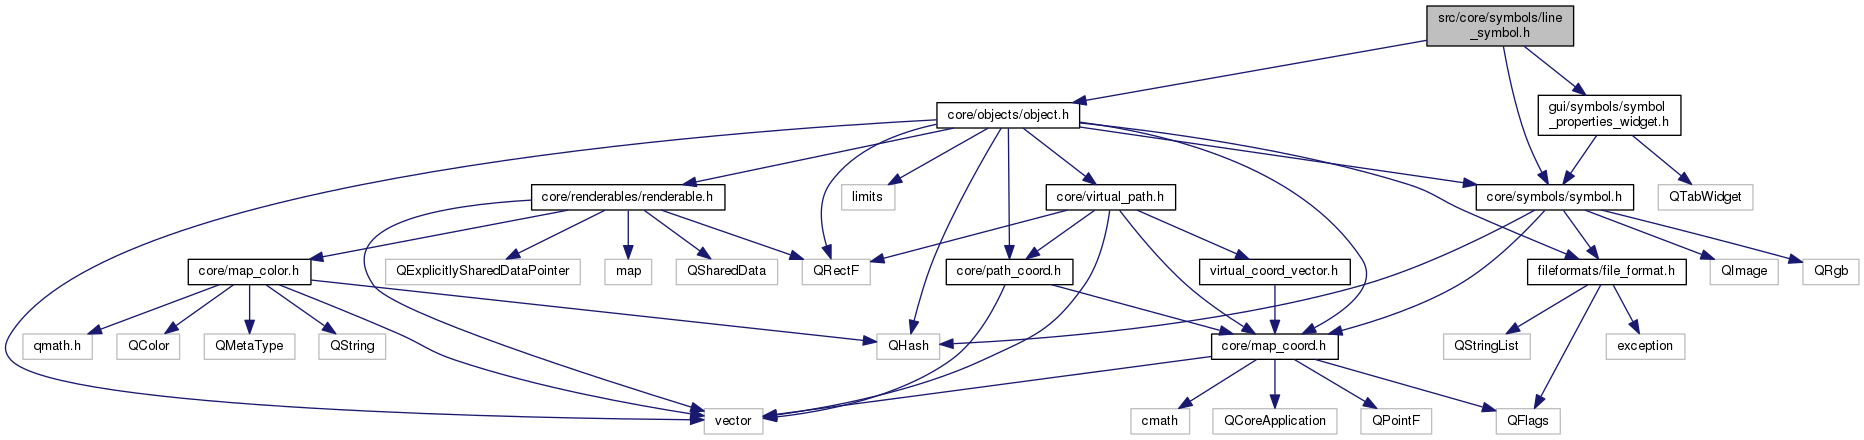 src/core/symbols/line
_symbol.h
gui/symbols/symbol
_properties_widget.h
core/objects/object.h
core/renderables/renderable.h
limits
core/virtual_path.h
core/symbols/symbol.h
QTabWidget
core/map_color.h
QExplicitlySharedDataPointer
map
QSharedData
QRectF
core/path_coord.h
virtual_coord_vector.h
fileformats/file_format.h
QImage
QRgb
qmath.h
QColor
QMetaType
QString
QHash
core/map_coord.h
QStringList
exception
vector
cmath
QCoreApplication
QPointF
QFlags